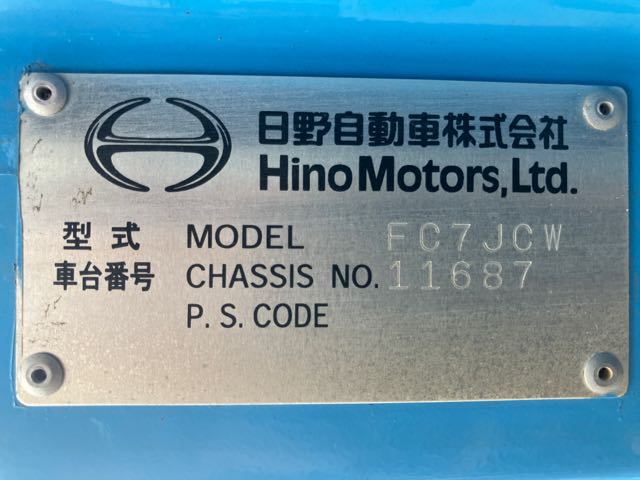 日野自動車株式会社
Hino Motors, Ltd.
型式 MODEL FC7JCW
車台番号 CHASSIS NO. 11687
P. S. CODE